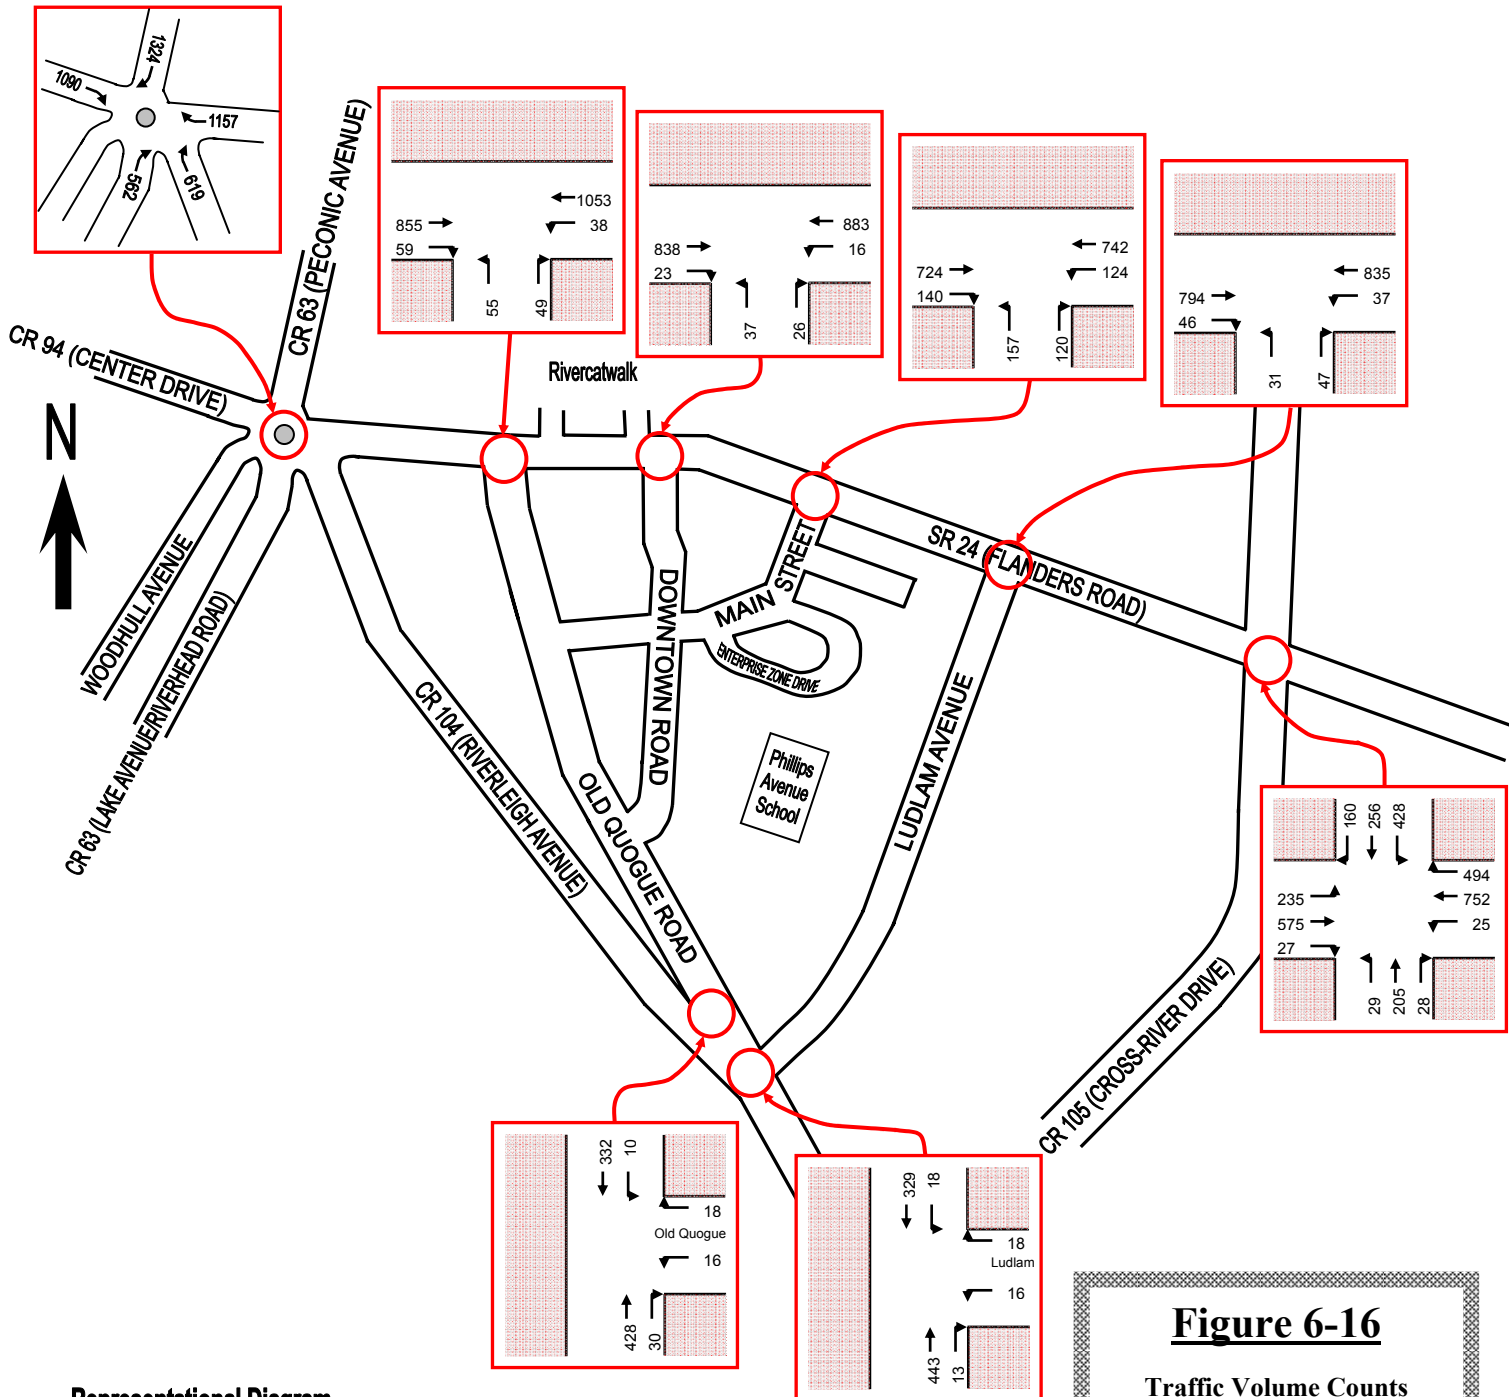 1324
1090
1157
562
619
CR 63 (PECONIC AVENUE)
CR 94 (CENTER DRIVE)
N
855
59
1053
38
55
49
838
23
883
16
37
26
724
140
742
124
157
120
794
46
835
37
31
47
Rivercatwalk
SR 24 (FLANDERS ROAD)
WOODHULL AVENUE
CR 63 (LAKE AVENUE/RIVERHEAD ROAD)
CR 104 (RIVERLEIGH AVENUE)
OLD QUOGUE ROAD
DOWNTOWN ROAD
MAIN STREET
ENTERPRISE ZONE DRIVE
Phillips
Avenue
School
LUDLAM AVENUE
CR 105 (CROSS-RIVER DRIVE)
160
256
428
494
752
25
235
575
27
29
205
28
332
10
18
Old Quogue
16
428
30
329
18
18
Ludlam
16
443
13
Figure 6-16
Traffic Volume Counts
Representational Diagram